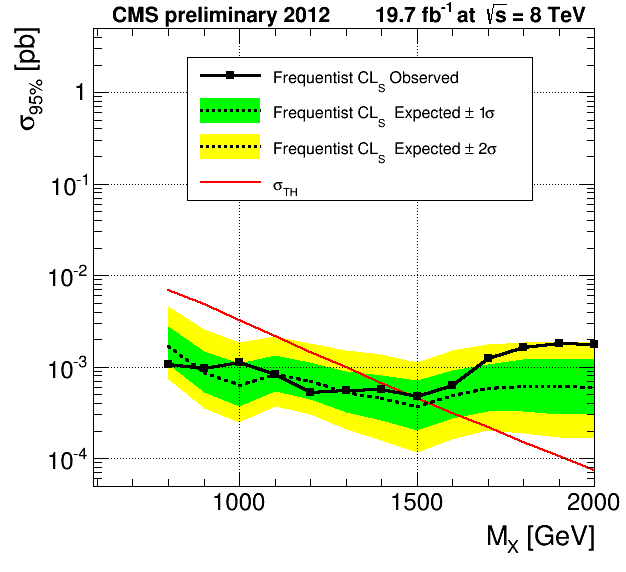 CMS preliminary 2012 19.7 fb⁻¹ at √s = 8 TeV
σ95% [pb]
Frequentist CLS Observed
Frequentist CLS Expected ± 1σ
Frequentist CLS Expected ± 2σ
σTH
1
10⁻¹
10⁻²
10⁻³
10⁻⁴
1000 1500 2000
MX [GeV]